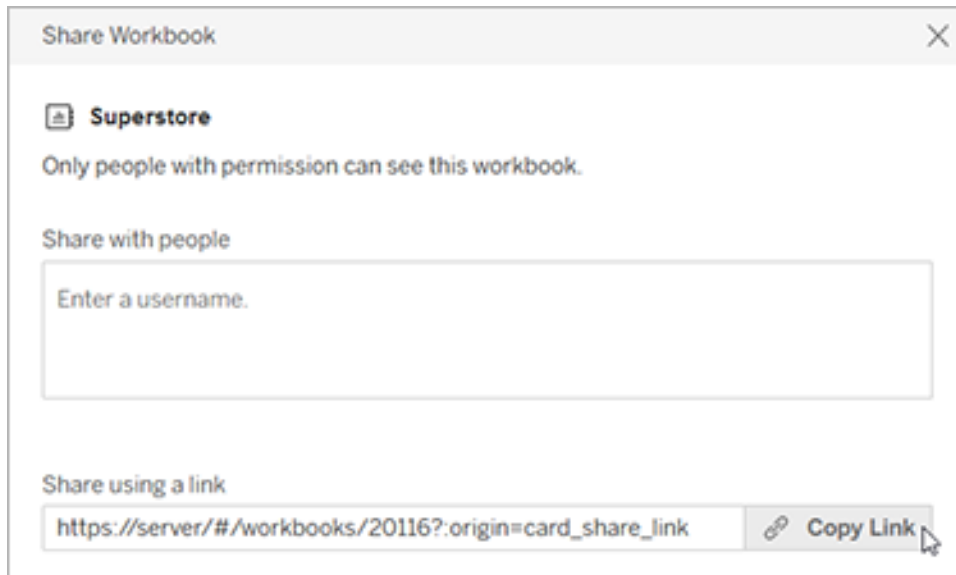 Share Workbook
Superstore
Only people with permission can see this workbook.
Share with people
Enter a username.
Share using a link
https://server/#/workbooks/20116?:origin=card_share_link
Copy Link